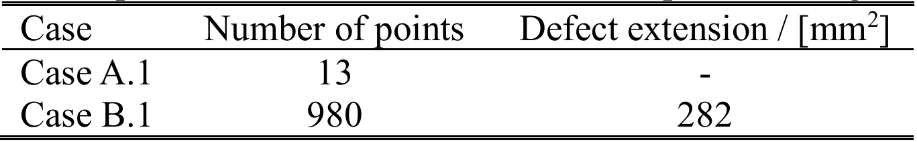 Case Number of points Defect extension / [mm²]
Case A.1 13 -
Case B.1 980 282